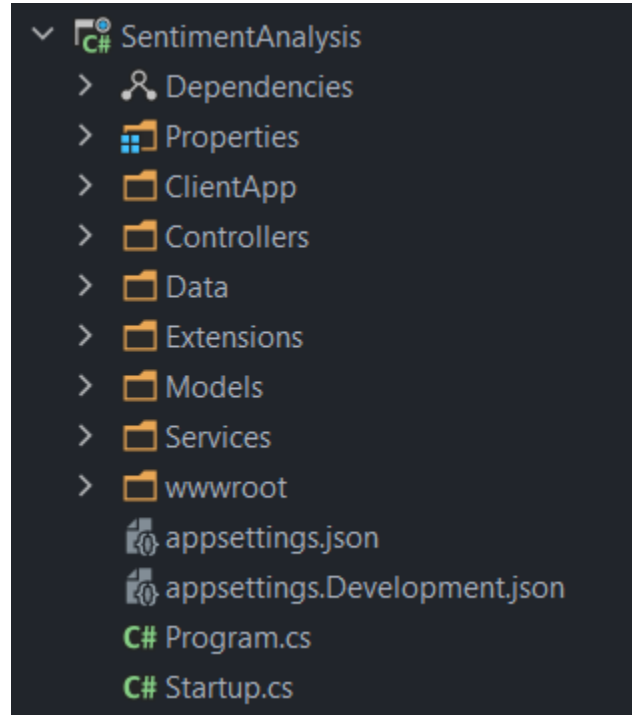 C# SentimentAnalysis
Dependencies
Properties
ClientApp
Controllers
Data
Extensions
Models
Services
wwwroot
appsettings.json
appsettings.Development.json
C# Program.cs
C# Startup.cs